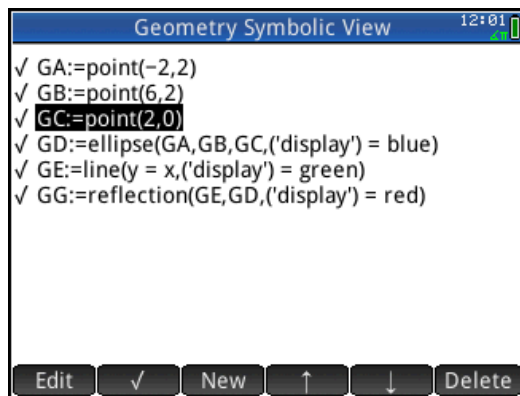 Geometry Symbolic View
12:01
∡π
√ GA:=point(−2,2)
√ GB:=point(6,2)
√ GC:=point(2,0)
√ GD:=ellipse(GA,GB,GC,('display') = blue)
√ GE:=line(y = x,('display') = green)
√ GG:=reflection(GE,GD,('display') = red)
Edit √ New ↑ ↓ Delete